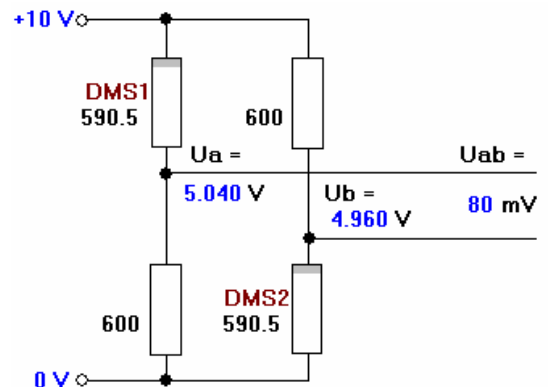 +10 V
DMS1
590.5
600
Ua =
Uab =
5.040 V
Ub =
80 mV
4.960 V
DMS2
600
590.5
0 V